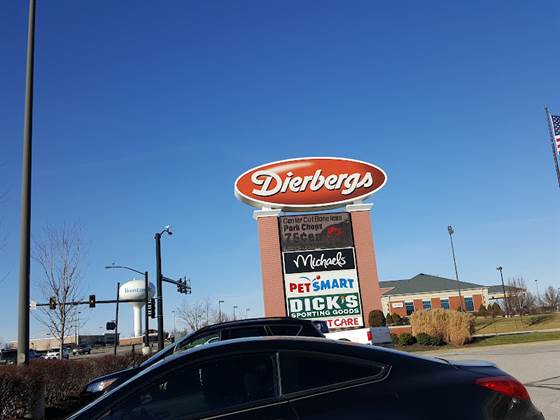 Dierbergs
Center Cut Boneless
Pork Chops
Michaels
PETSMART
DICK'S
SPORTING GOODS
T CARE